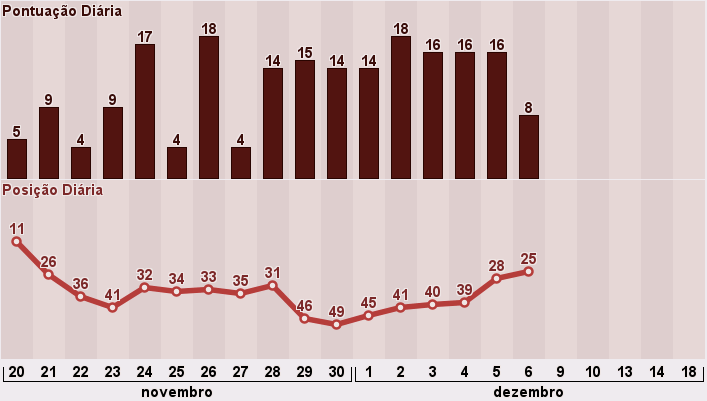 Pontuação Diária
5 9 4 9 17 4 18 4 14 15 14 14 18 16 16 16 8
Posição Diária
11 26 36 41 32 34 33 35 31 46 49 45 41 40 39 28 25
20 21 22 23 24 25 26 27 28 29 30 1 2 3 4 5 6 9 10 13 14 18
novembro dezembro